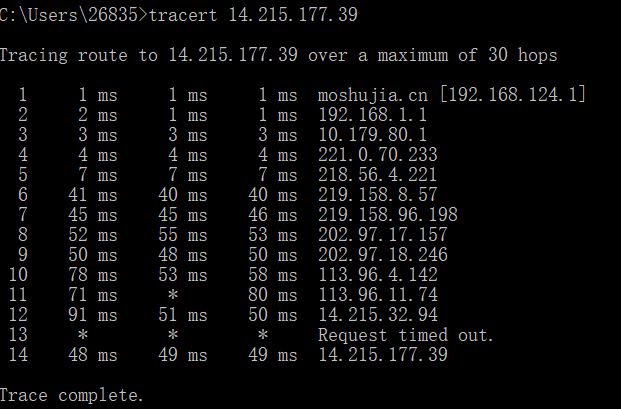 C:\Users\26835>tracert 14.215.177.39
Tracing route to 14.215.177.39 over a maximum of 30 hops
1 1 ms 1 ms 1 ms moshujia.cn [192.168.124.1]
2 2 ms 1 ms 1 ms 192.168.1.1
3 3 ms 3 ms 3 ms 10.179.80.1
4 4 ms 4 ms 4 ms 221.0.70.233
5 7 ms 7 ms 7 ms 218.56.4.221
6 41 ms 40 ms 40 ms 219.158.8.57
7 45 ms 45 ms 46 ms 219.158.96.198
8 52 ms 55 ms 53 ms 202.97.17.157
9 50 ms 48 ms 50 ms 202.97.18.246
10 78 ms 53 ms 58 ms 113.96.4.142
11 71 ms * 80 ms 113.96.11.74
12 91 ms 51 ms 50 ms 14.215.32.94
13 * * * Request timed out.
14 48 ms 49 ms 49 ms 14.215.177.39
Trace complete.